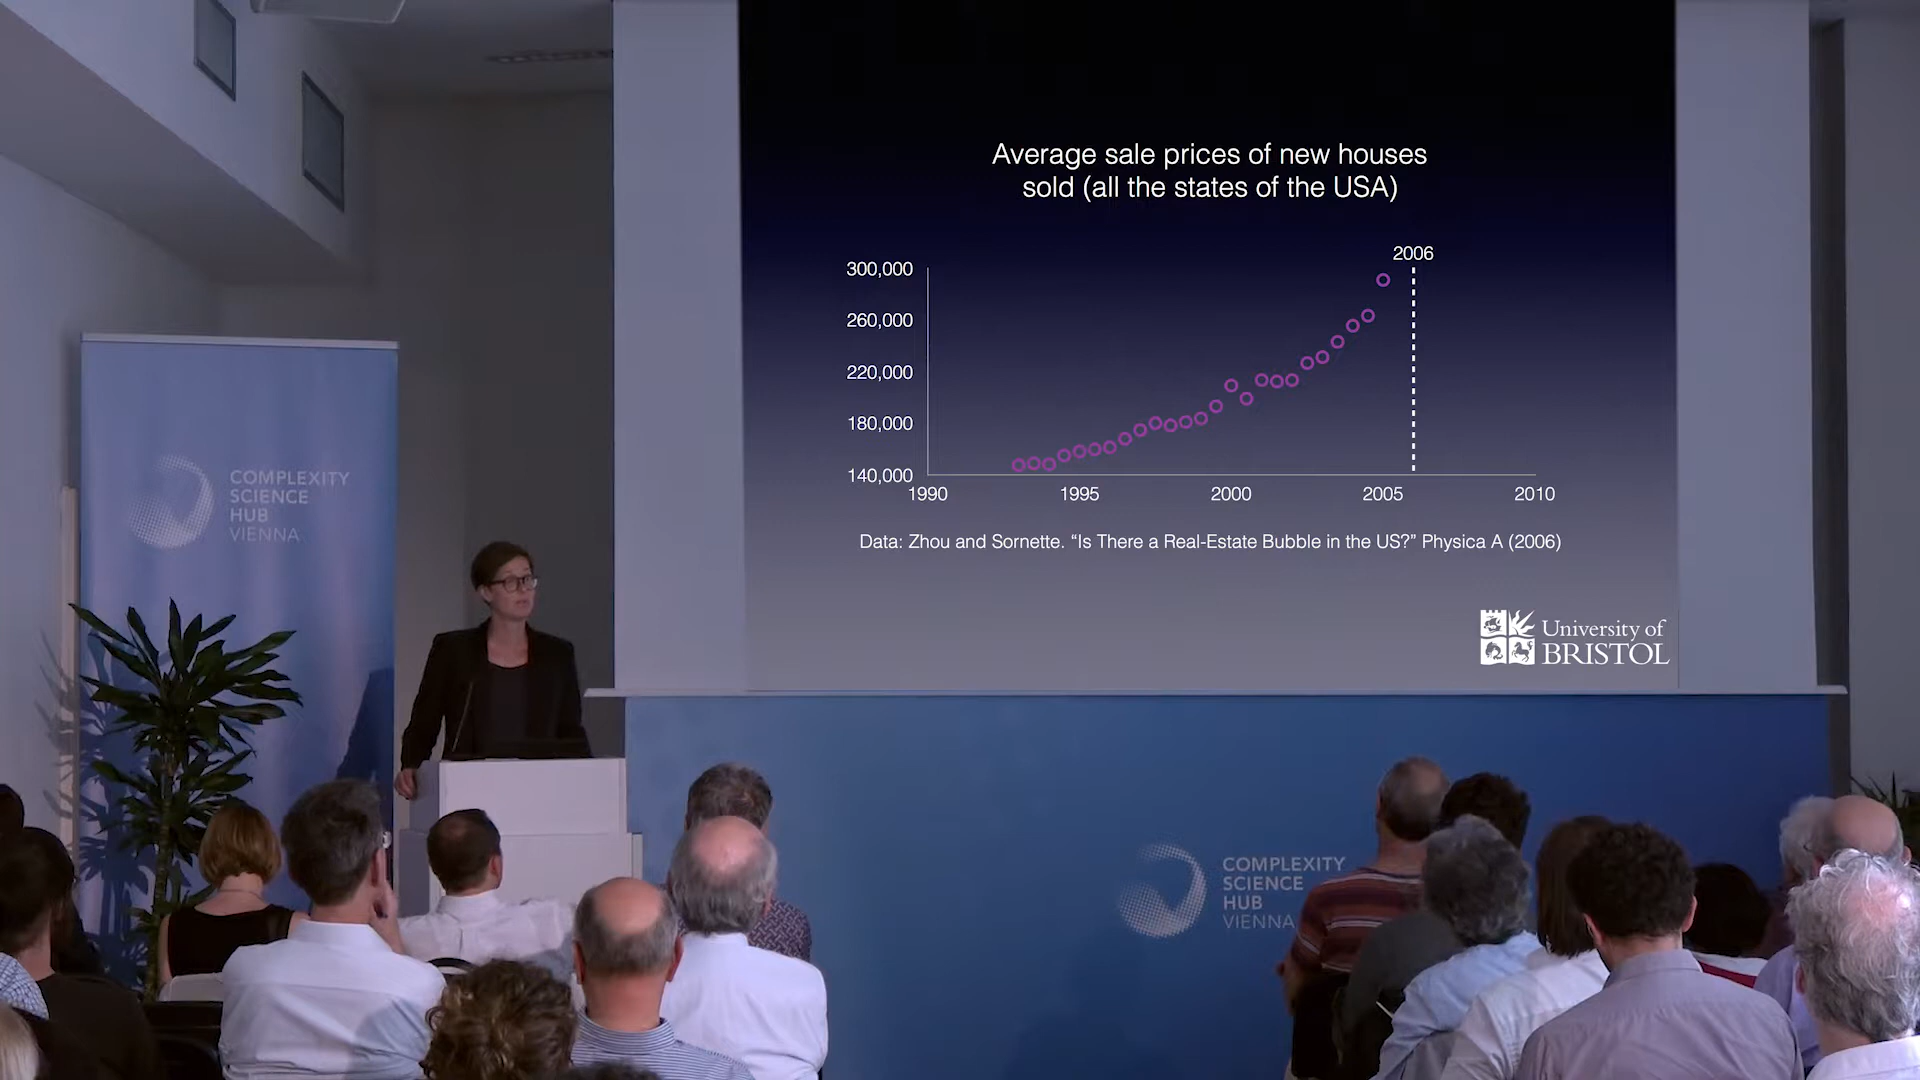 Average sale prices of new houses
sold (all the states of the USA)
2006
300,000
260,000
220,000
180,000
140,000
1990 1995 2000 2005 2010
Data: Zhou and Sornette. “Is There a Real-Estate Bubble in the US?” Physica A (2006)
University of
BRISTOL
COMPLEXITY
SCIENCE
HUB
VIENNA
COMPLEXITY
SCIENCE
HUB
VIENNA